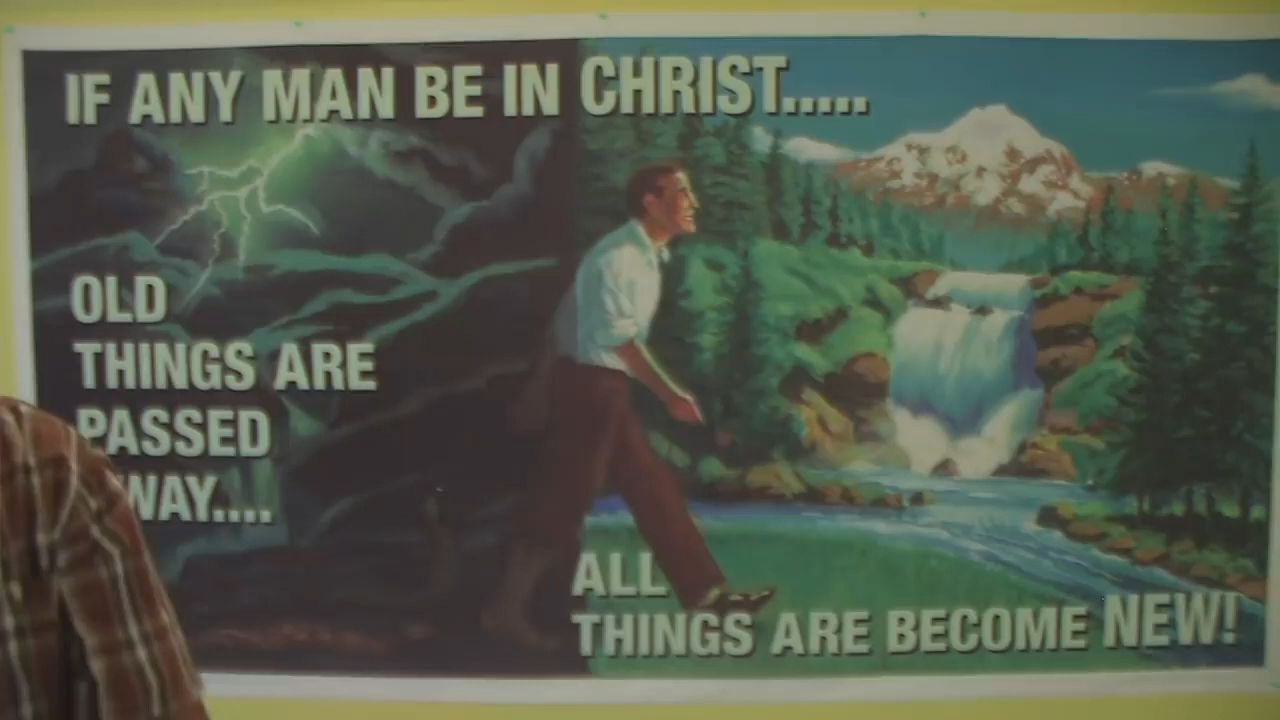 IF ANY MAN BE IN CHRIST.....
OLD
THINGS ARE
PASSED
WAY....
ALL
THINGS ARE BECOME NEW!